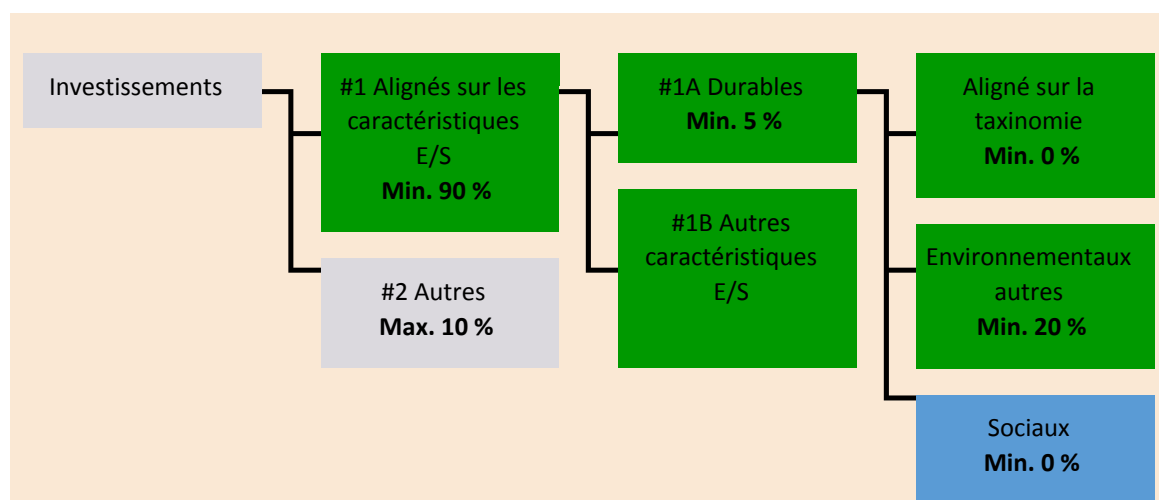 Investissements
#1 Alignés sur les
caractéristiques
E/S
Min. 90 %
#2 Autres
Max. 10 %
#1A Durables
Min. 5 %
#1B Autres
caractéristiques
E/S
Aligné sur la
taxinomie
Min. 0 %
Environnementaux
autres
Min. 20 %
Sociaux
Min. 0 %